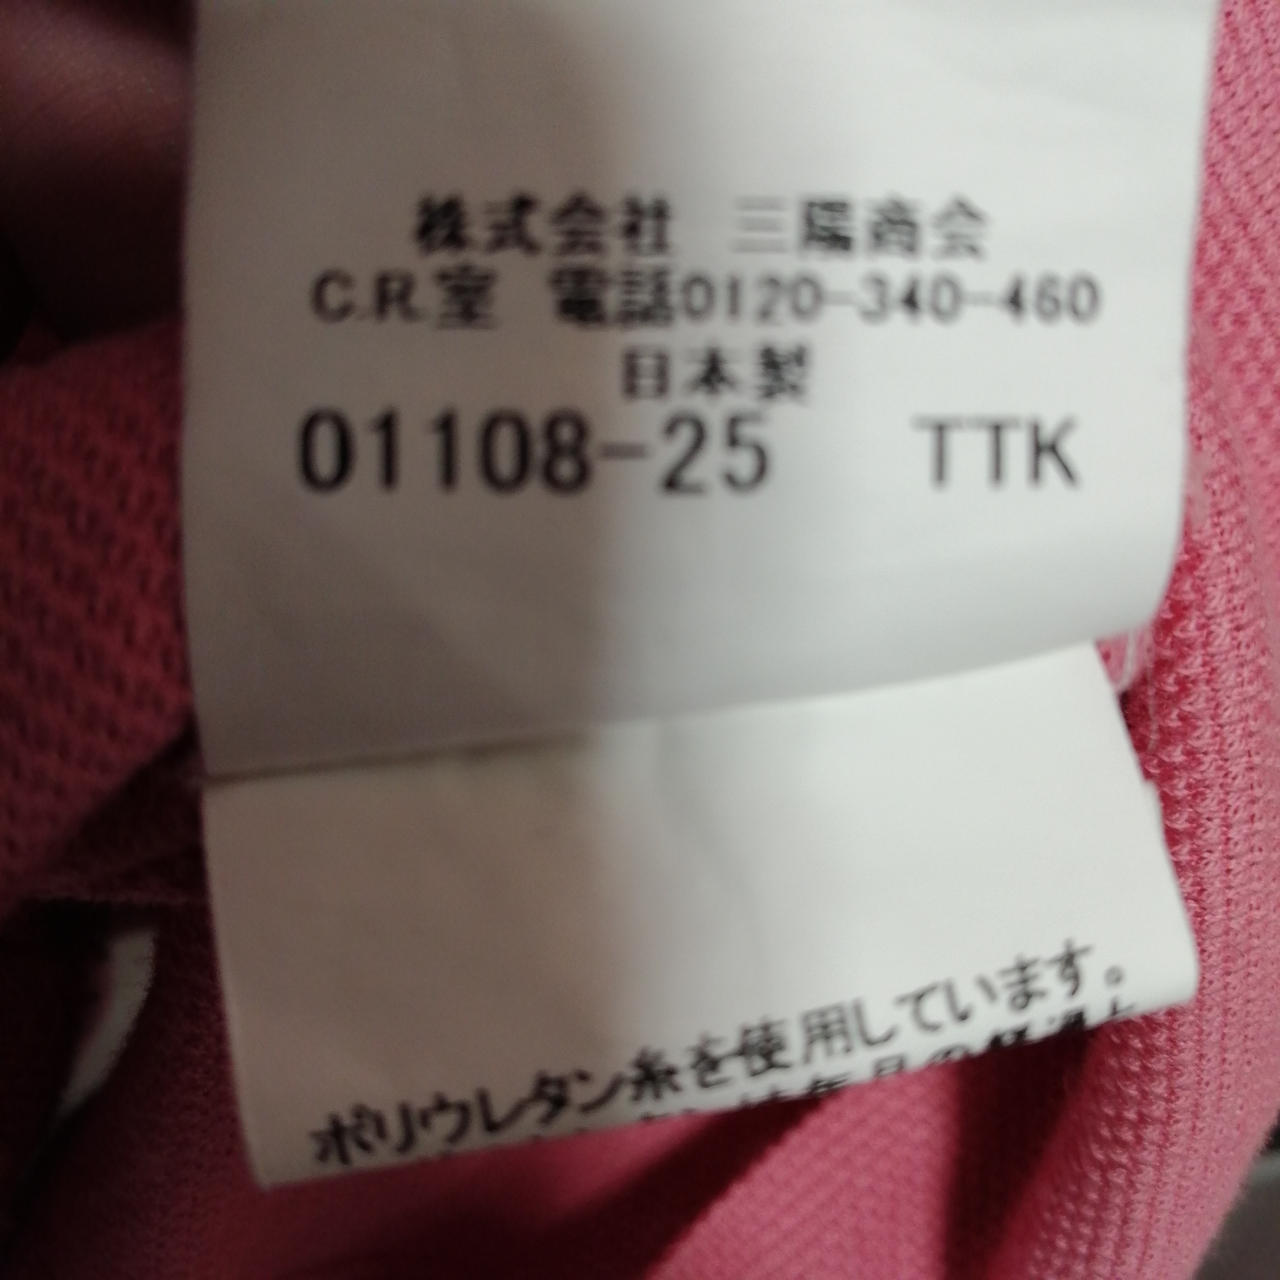 株式会社 三陽商会
C.R.室 電話0120-340-460
日本製
01108-25 TTK
ポリウレタン糸を使用しています。